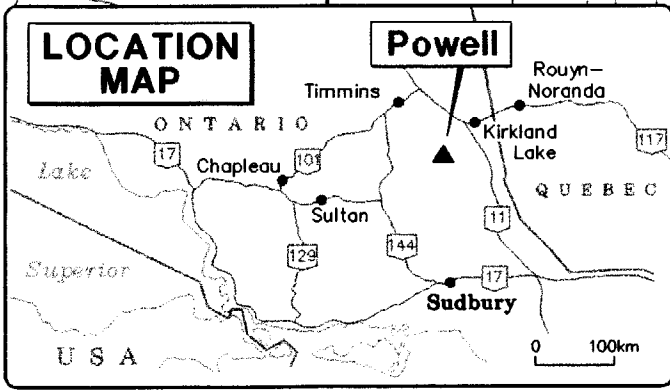 LOCATION
MAP
Powell
Rouyn–
Noranda
Timmins
ONTARIO
Kirkland
Lake
117
17
Chapleau
101
Lake
QUEBEC
Sultan
11
144
129
Superior
17
Sudbury
USA
0 100km